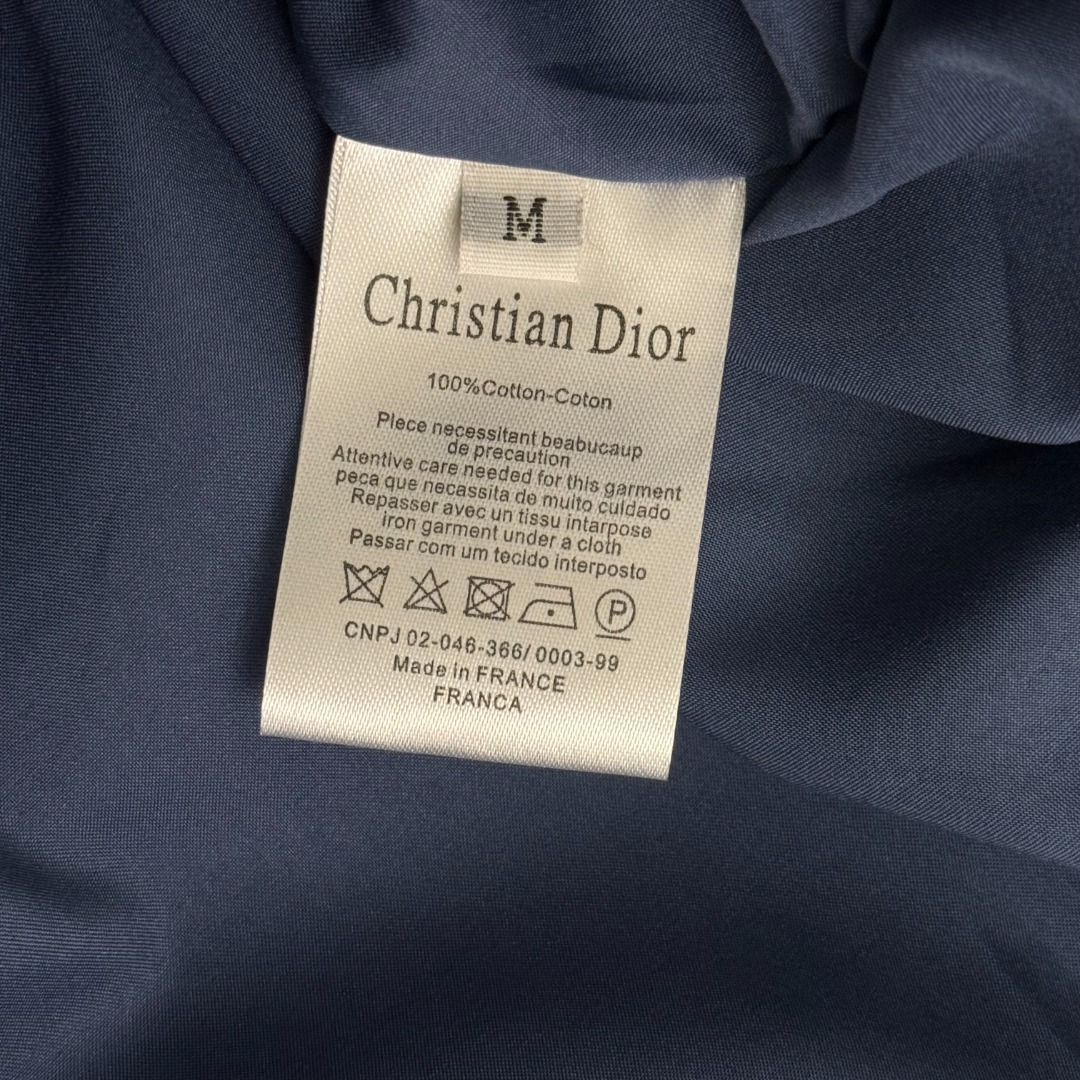 M
Christian Dior
100%Cotton-Coton
Plece necessitant beabucaup
de precaution
Attentive care needed for this garment
peca que necassita de muito cuidado
Repasser avec un tissu intarpose
iron garment under a cloth
Passar com um tecido interposto
P
CNPJ 02-046-366/ 0003-99
Made in FRANCE
FRANCA